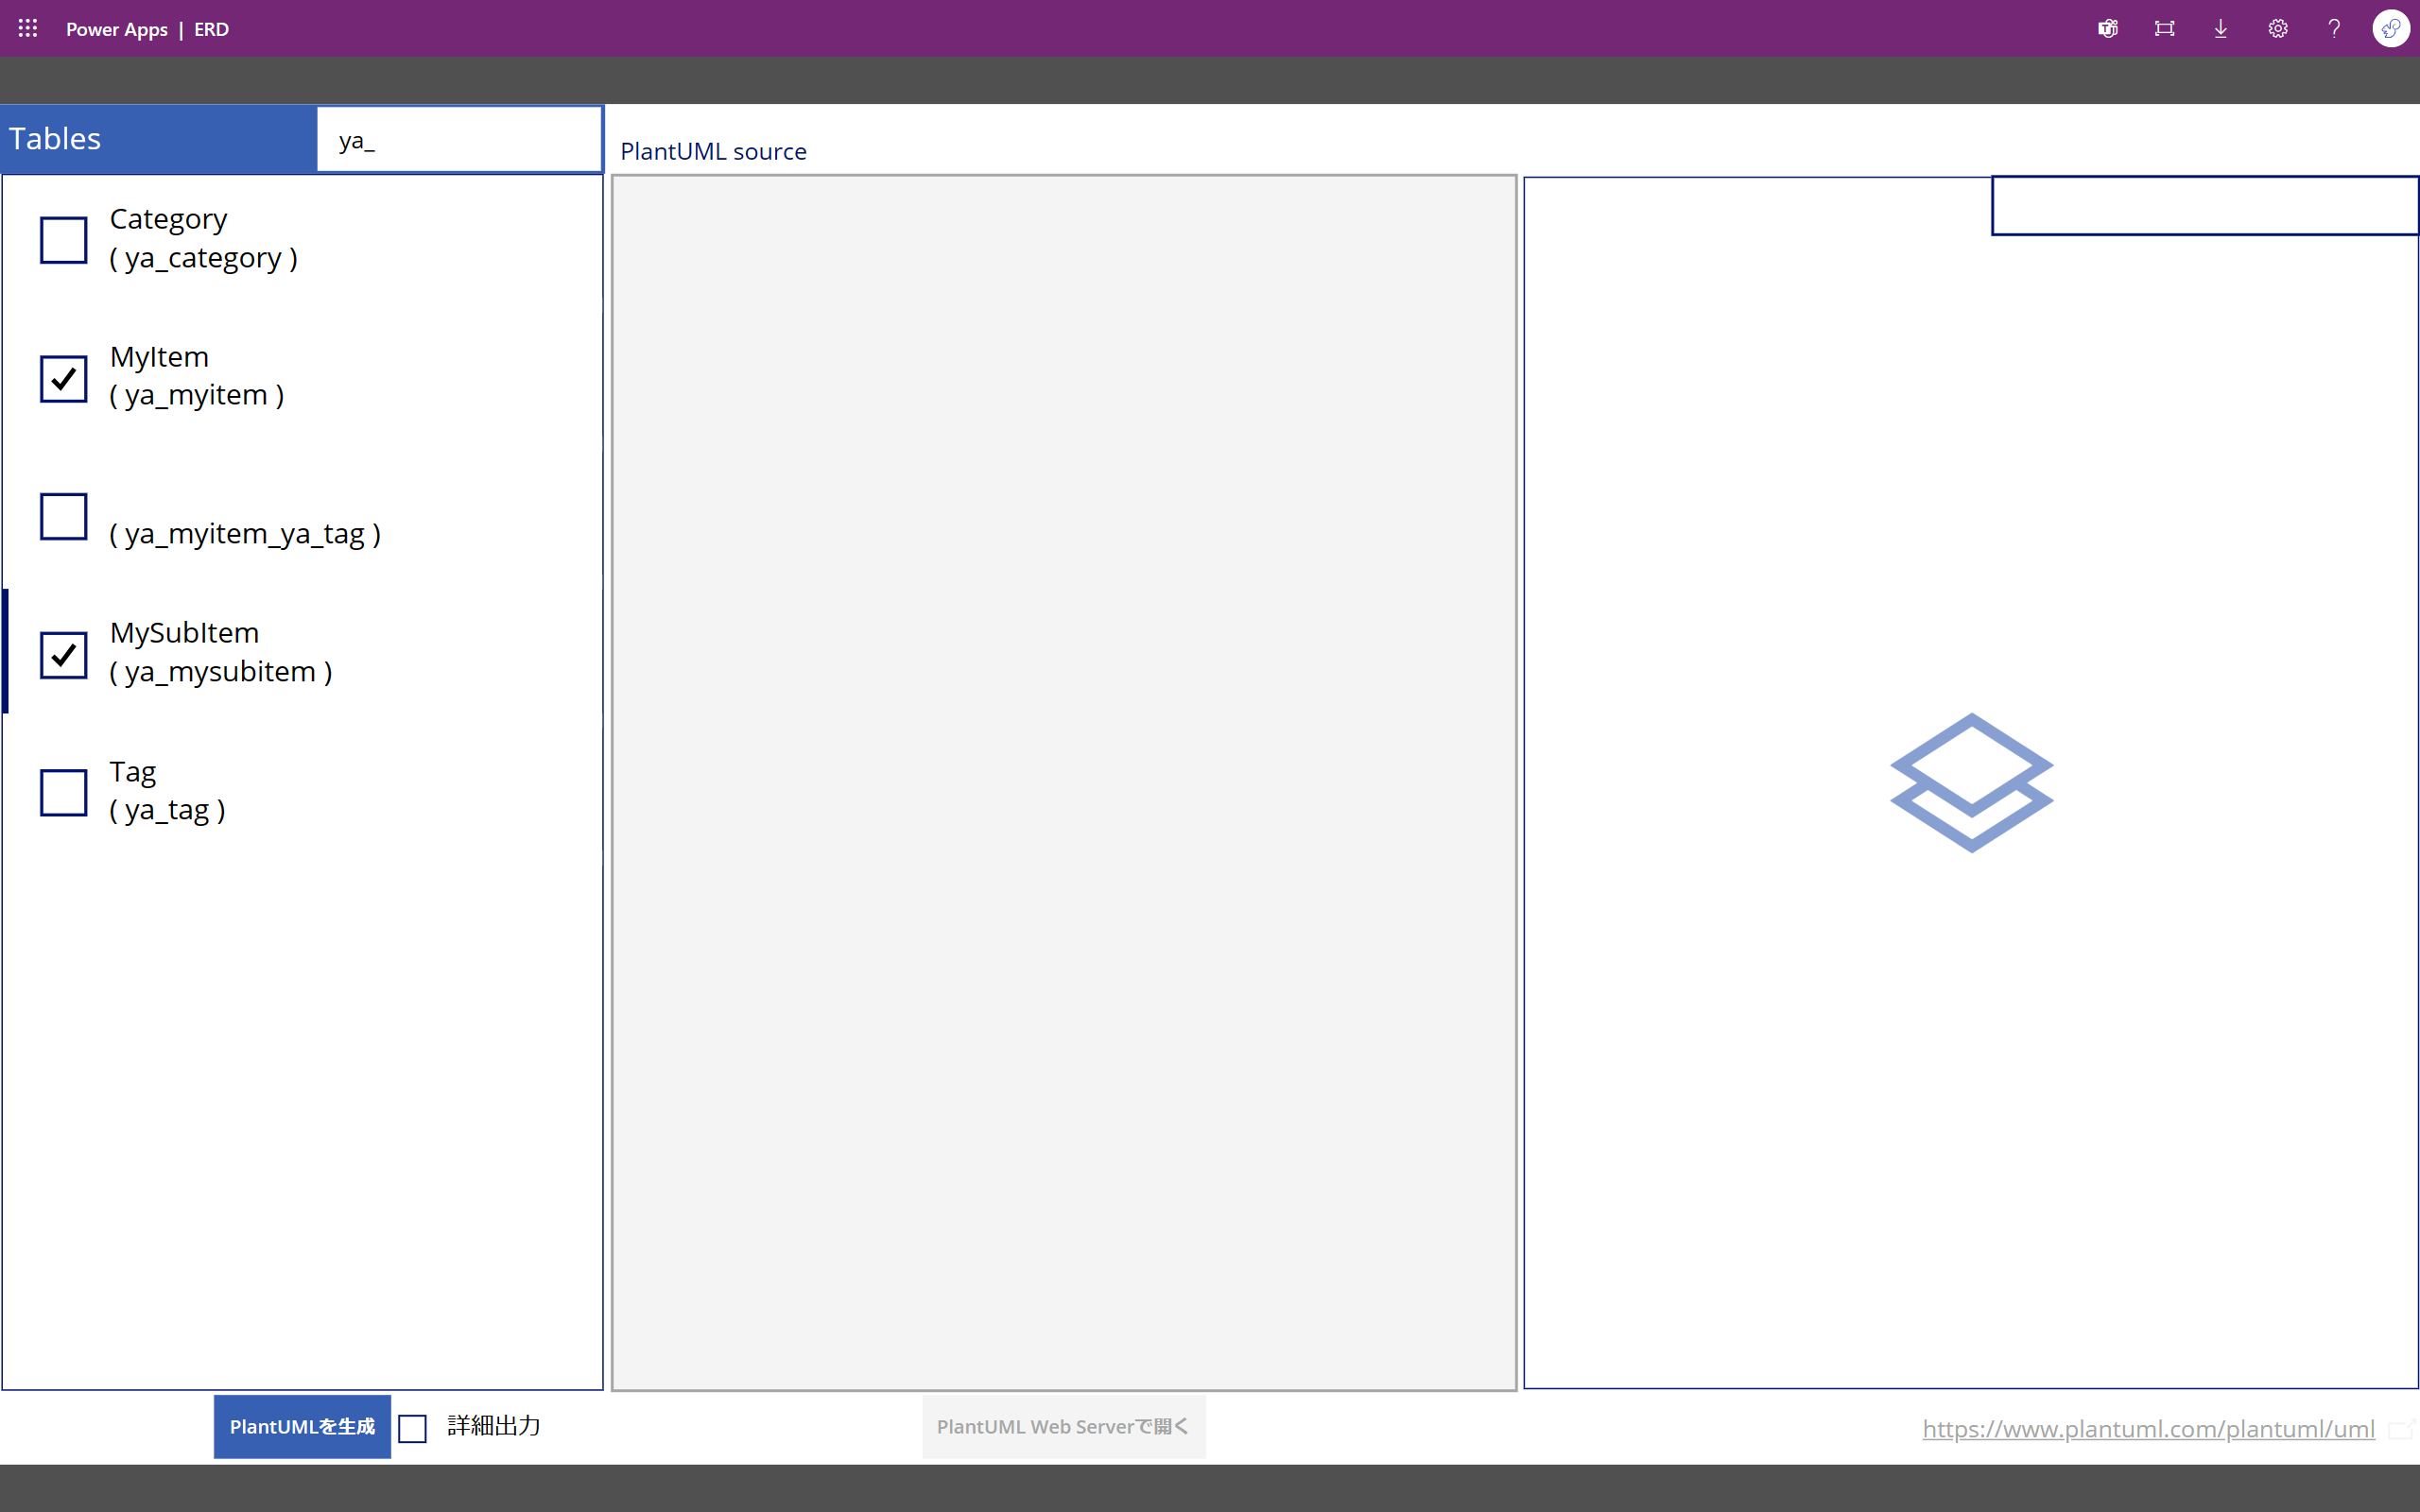 Power Apps | ERD
Tables
ya_
PlantUML source
Category
( ya_category )
MyItem
( ya_myitem )
( ya_myitem_ya_tag )
MySubItem
( ya_mysubitem )
Tag
( ya_tag )
PlantUMLを生成
詳細出力
PlantUML Web Serverで開く
https://www.plantuml.com/plantuml/uml